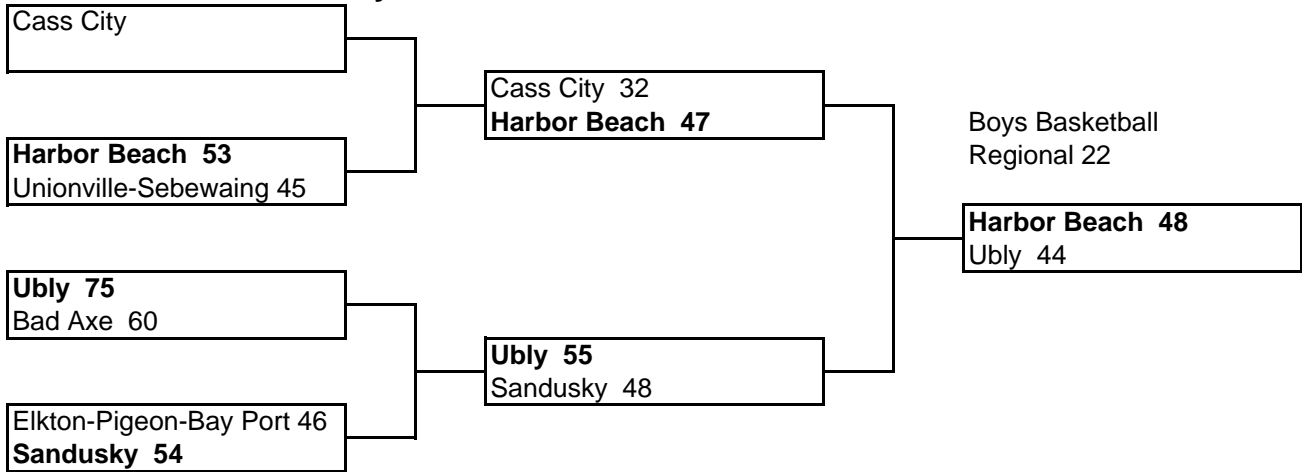 Cass City
Harbor Beach 53
Unionville-Sebewaing 45
Ubly 75
Bad Axe 60
Elkton-Pigeon-Bay Port 46
Sandusky 54
Cass City 32
Harbor Beach 47
Ubly 55
Sandusky 48
Boys Basketball
Regional 22
Harbor Beach 48
Ubly 44